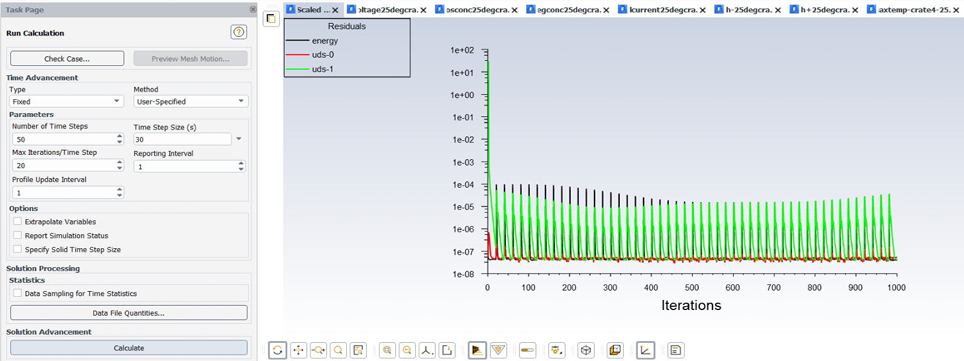 Task Page
Run Calculation
Check Case...
Preview Mesh Motion...
Time Advancement
Type
Method
Fixed
User-Specified
Parameters
Number of Time Steps
Time Step Size (s)
50
30
Max Iterations/Time Step
Reporting Interval
20
1
Profile Update Interval
1
Options
Extrapolate Variables
Report Simulation Status
Specify Solid Time Step Size
Solution Processing
Statistics
Data Sampling for Time Statistics
Data File Quantities...
Solution Advancement
Calculate
Scaled ...
oltage25degcra.
osconc25degcra.
egconc25degcra.
lcurrent25degcra.
h-25degcra.
h+25degcra.
axtemp-crate4-25.
Residuals
energy
uds-0
uds-1
1e+02
1e+01
1e+00
1e-01
1e-02
1e-03
1e-04
1e-05
1e-06
1e-07
1e-08
0 100 200 300 400 500 600 700 800 900 1000
Iterations